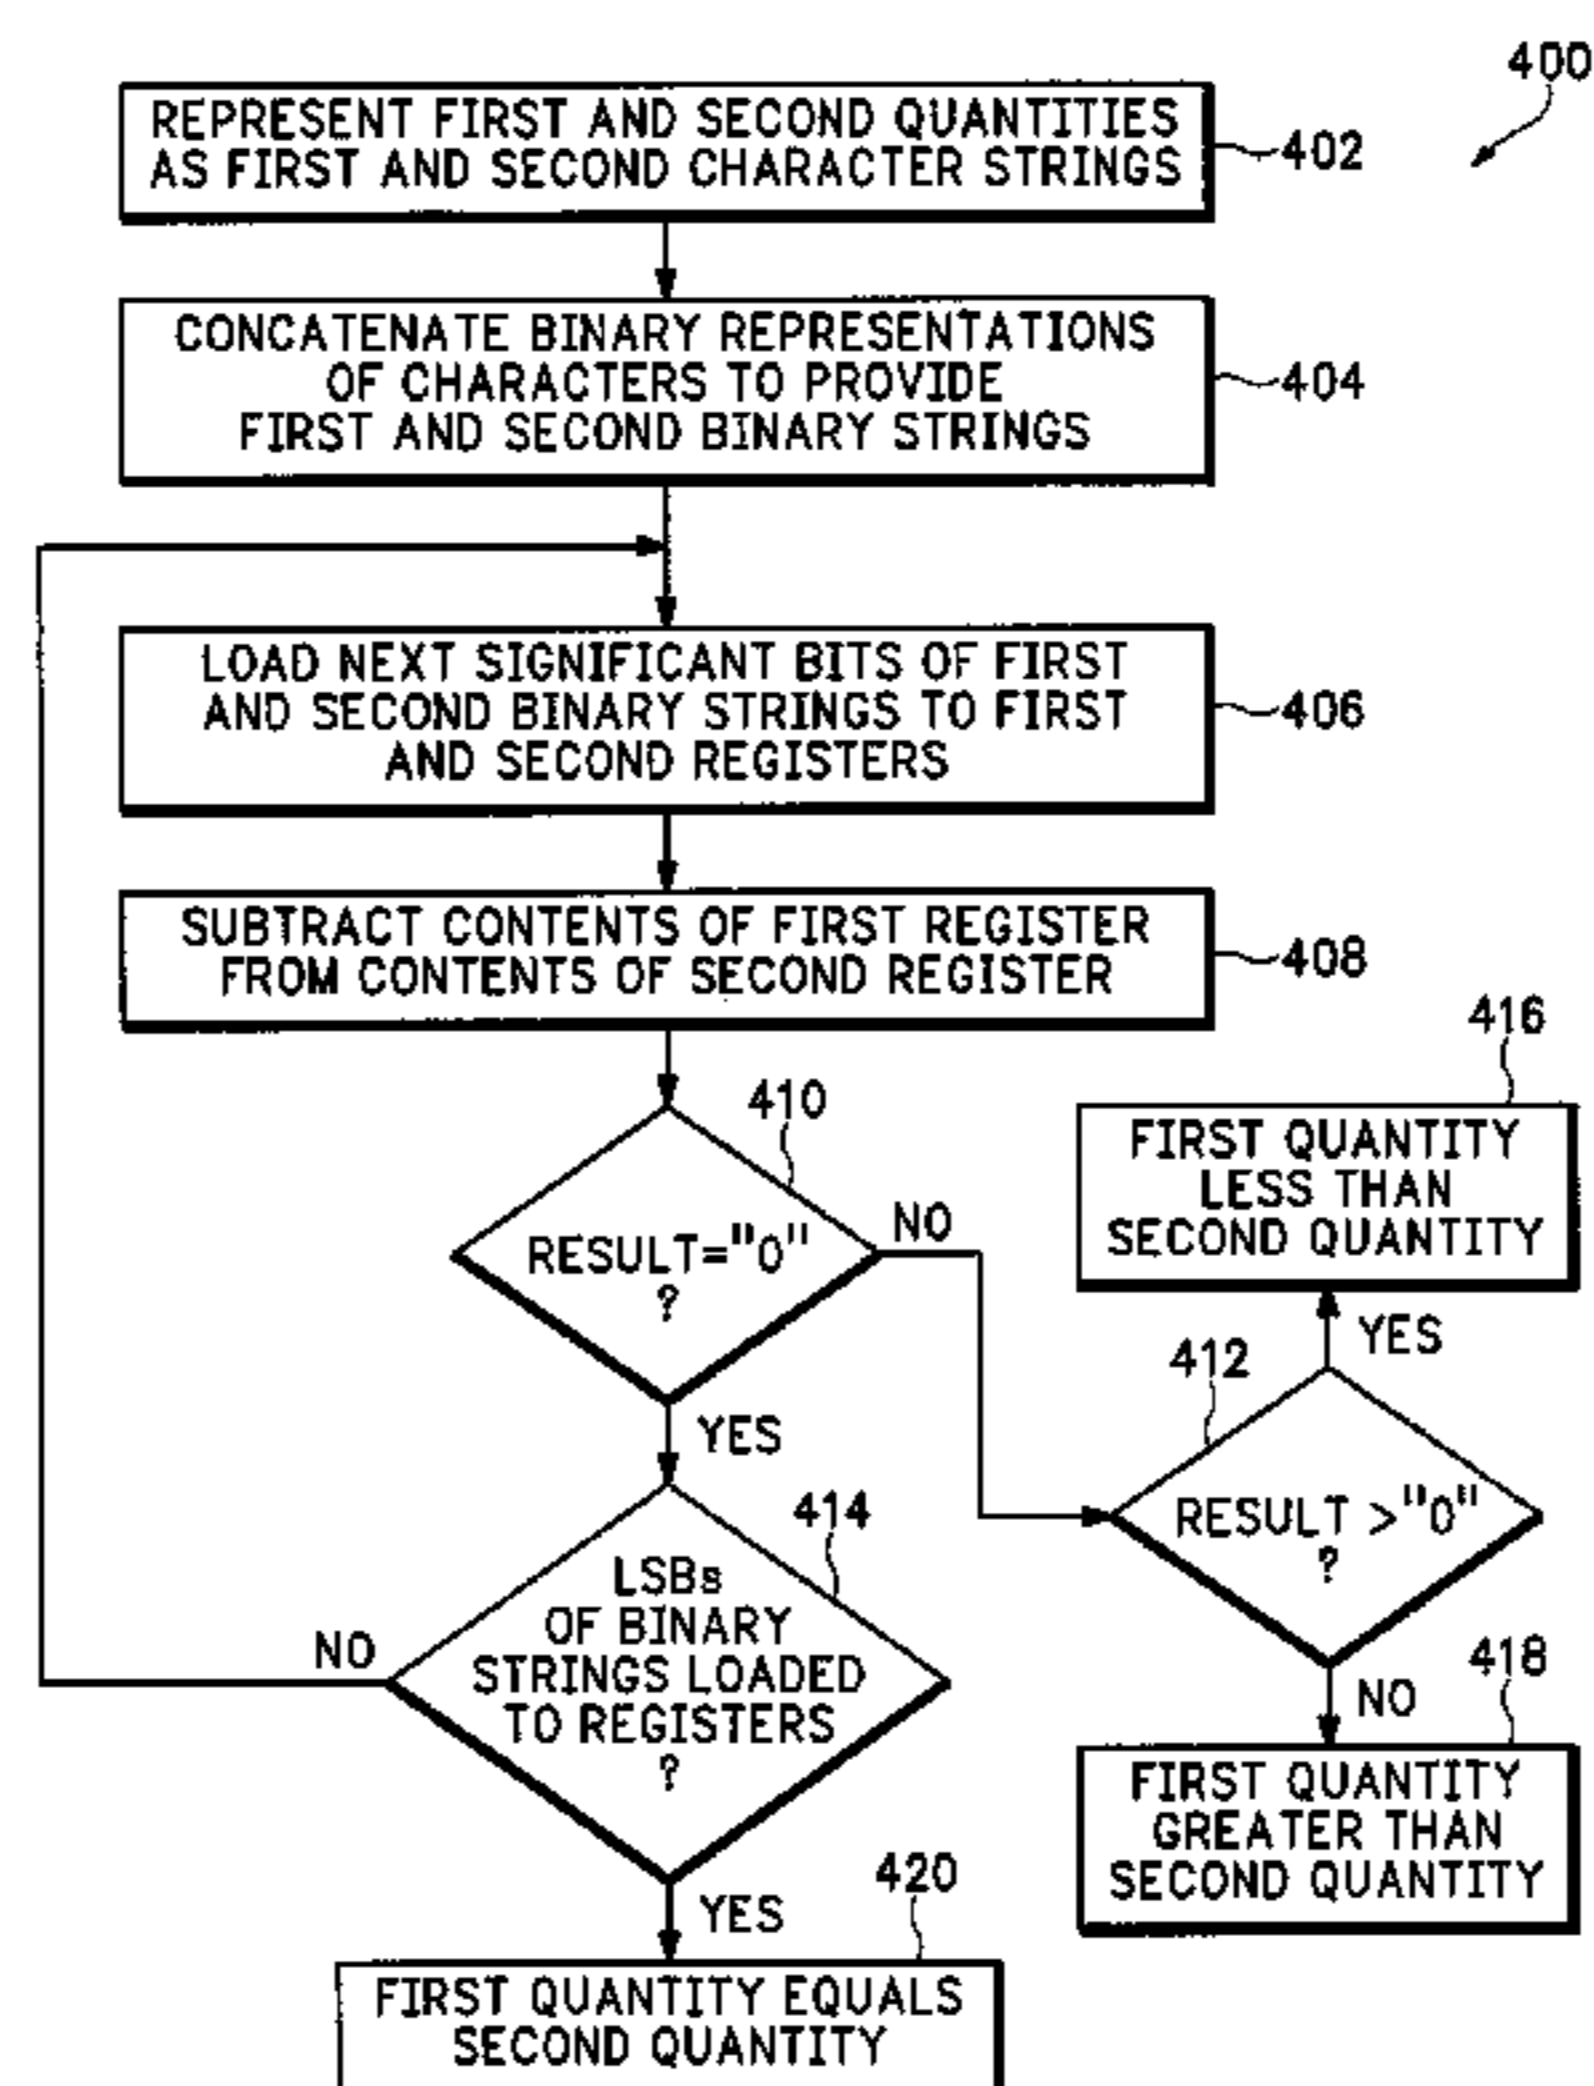 400
REPRESENT FIRST AND SECOND QUANTITIES
AS FIRST AND SECOND CHARACTER STRINGS
402
CONCATENATE BINARY REPRESENTATIONS
OF CHARACTERS TO PROVIDE
FIRST AND SECOND BINARY STRINGS
404
LOAD NEXT SIGNIFICANT BITS OF FIRST
AND SECOND BINARY STRINGS TO FIRST
AND SECOND REGISTERS
406
SUBTRACT CONTENTS OF FIRST REGISTER
FROM CONTENTS OF SECOND REGISTER
408
410
RESULT="0"
?
NO
YES
416
FIRST QUANTITY
LESS THAN
SECOND QUANTITY
YES
412
RESULT >"0"
?
NO
418
FIRST QUANTITY
GREATER THAN
SECOND QUANTITY
414
LSBs
OF BINARY
STRINGS LOADED
TO REGISTERS
?
NO
YES
420
FIRST QUANTITY EQUALS
SECOND QUANTITY